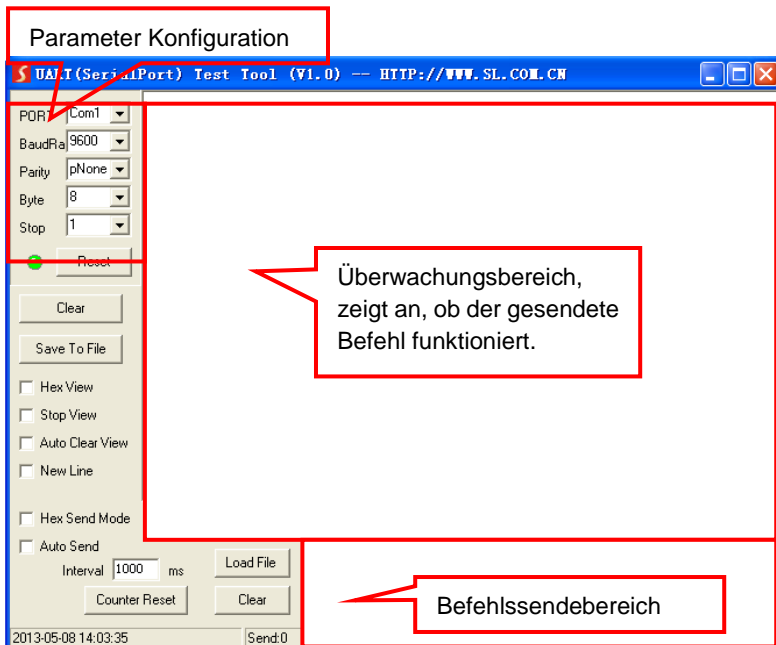 Parameter Konfiguration
UART(SerialPort) Test Tool (V1.0) -- HTTP://WWW.SL.COM.CN
PORT Com1
BaudRa 9600
Parity pNone
Byte 8
Stop 1
Reset
Überwachungsbereich,
zeigt an, ob der gesendete
Befehl funktioniert.
Clear
Save To File
Hex View
Stop View
Auto Clear View
New Line
Hex Send Mode
Auto Send
Interval 1000 ms
Load File
Counter Reset
Clear
Befehlssendebereich
2013-05-08 14:03:35
Send:0